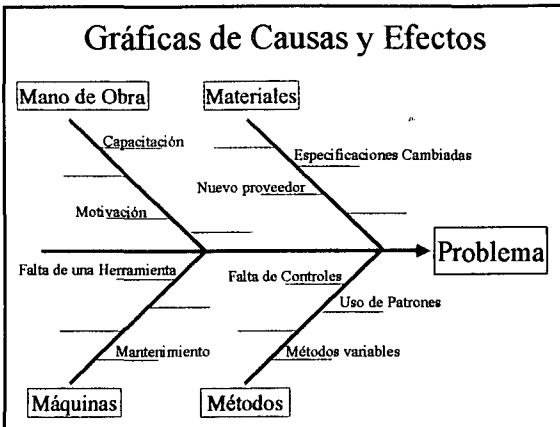 Gráficas de Causas y Efectos
Mano de Obra
Materiales
Capacitación
Especificaciones Cambiadas
Nuevo proveedor
Motivación
Problema
Falta de una Herramienta
Falta de Controles
Uso de Patrones
Mantenimiento
Métodos variables
Máquinas
Métodos